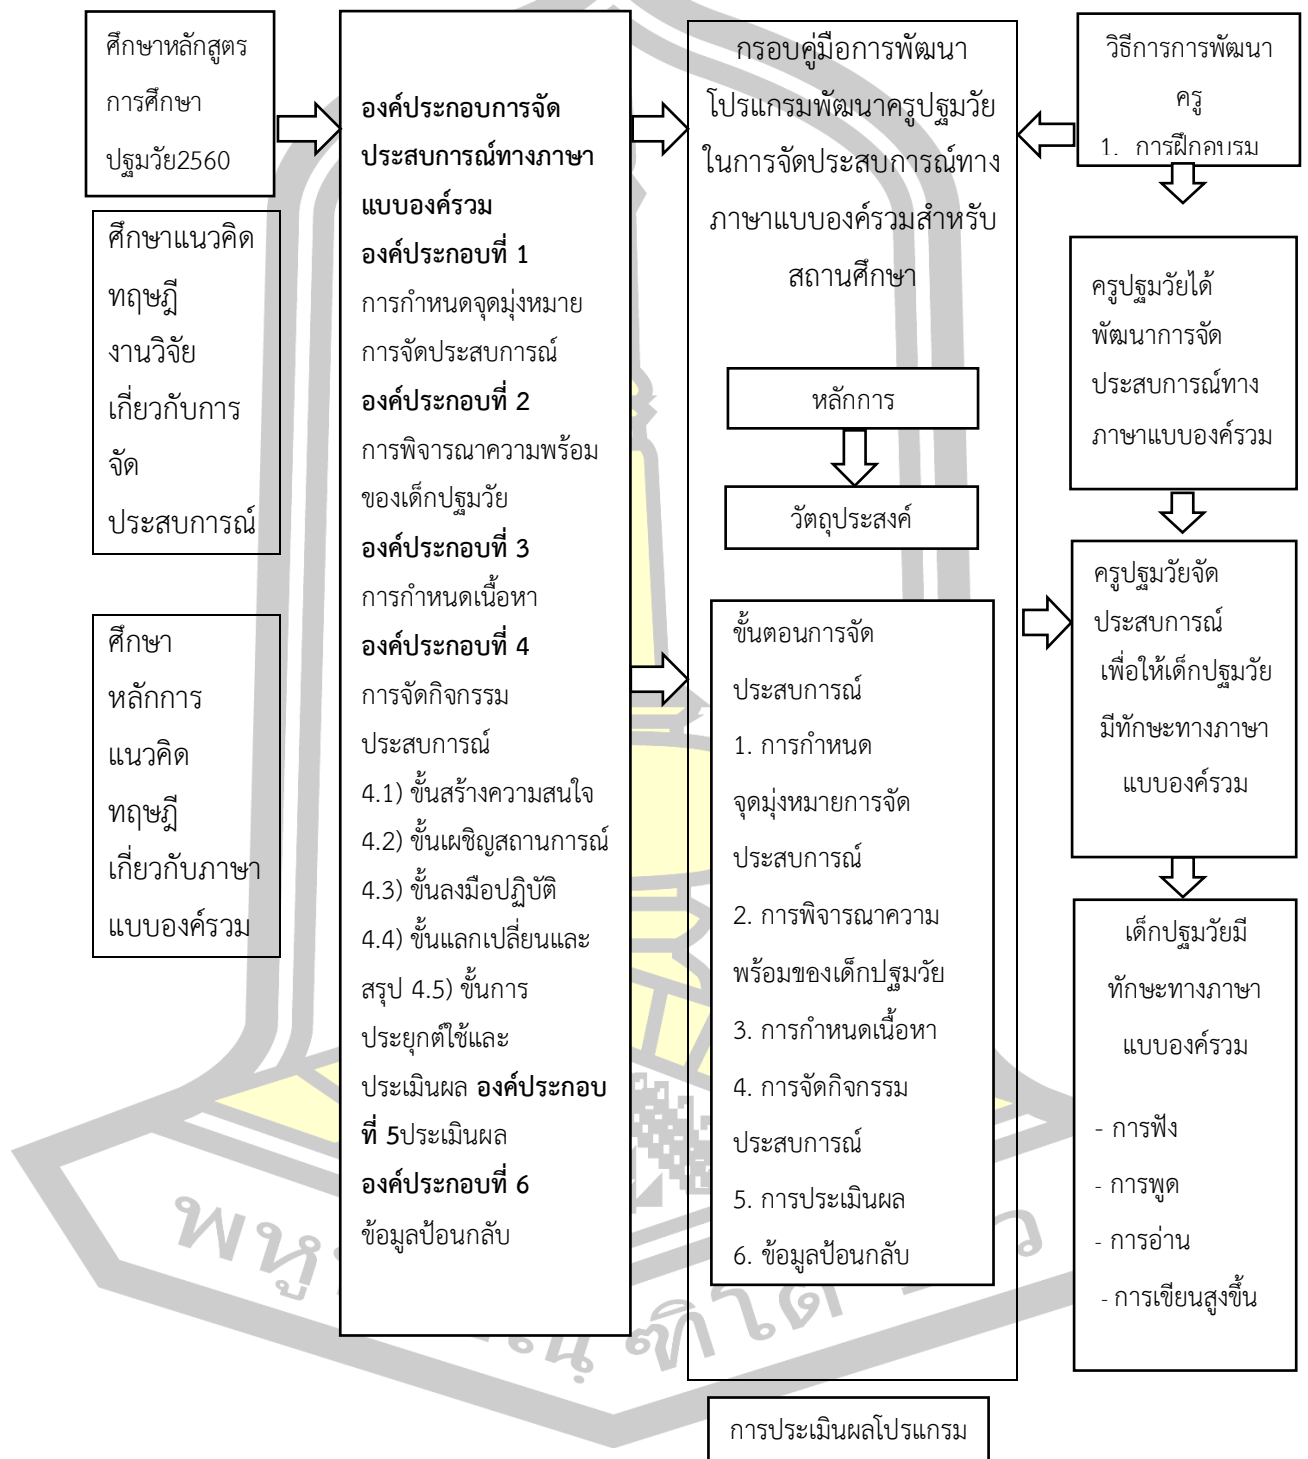 ศึกษาหลักสูตร
การศึกษา
ปฐมวัย2560
ศึกษาแนวคิด
ทฤษฎี
งานวิจัย
เกี่ยวกับการ
จัด
ประสบการณ์
ศึกษา
หลักการ
แนวคิด
ทฤษฎี
เกี่ยวกับภาษา
แบบองค์รวม
องค์ประกอบการจัด
ประสบการณ์ทางภาษา
แบบองค์รวม
องค์ประกอบที่ 1
การกำหนดจุดมุ่งหมาย
การจัดประสบการณ์
องค์ประกอบที่ 2
การพิจารณาความพร้อม
ของเด็กปฐมวัย
องค์ประกอบที่ 3
การกำหนดเนื้อหา
องค์ประกอบที่ 4
การจัดกิจกรรม
ประสบการณ์
4.1) ขั้นสร้างความสนใจ
4.2) ขั้นเผชิญสถานการณ์
4.3) ขั้นลงมือปฏิบัติ
4.4) ขั้นแลกเปลี่ยนและ
สรุป 4.5) ขั้นการ
ประยุกต์ใช้และ
ประเมินผล องค์ประกอบ
ที่ 5ประเมินผล
องค์ประกอบที่ 6
ข้อมูลป้อนกลับ
กรอบคู่มือการพัฒนา
โปรแกรมพัฒนาครูปฐมวัย
ในการจัดประสบการณ์ทาง
ภาษาแบบองค์รวมสำหรับ
สถานศึกษา
หลักการ
วัตถุประสงค์
ขั้นตอนการจัด
ประสบการณ์
1. การกำหนด
จุดมุ่งหมายการจัด
ประสบการณ์
2. การพิจารณาความ
พร้อมของเด็กปฐมวัย
3. การกำหนดเนื้อหา
4. การจัดกิจกรรม
ประสบการณ์
5. การประเมินผล
6. ข้อมูลป้อนกลับ
การประเมินผลโปรแกรม
วิธีการการพัฒนา
ครู
1. การฝึกอบรม
ครูปฐมวัยได้
พัฒนาการจัด
ประสบการณ์ทาง
ภาษาแบบองค์รวม
ครูปฐมวัยจัด
ประสบการณ์
เพื่อให้เด็กปฐมวัย
มีทักษะทางภาษา
แบบองค์รวม
เด็กปฐมวัยมี
ทักษะทางภาษา
แบบองค์รวม
- การฟัง
- การพูด
- การอ่าน
- การเขียนสูงขึ้น